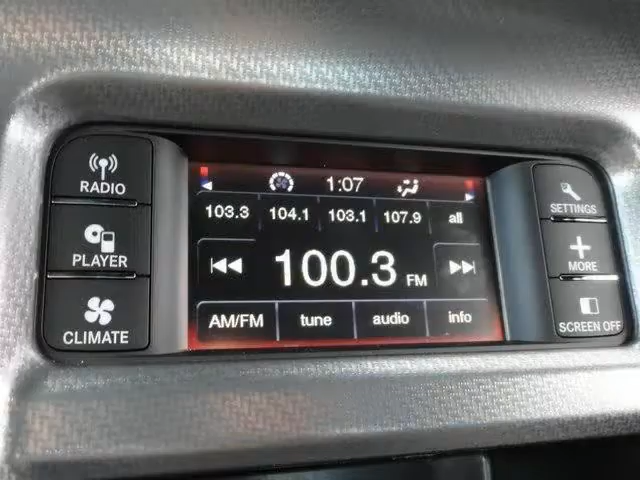 RADIO
PLAYER
CLIMATE
1:07
103.3 104.1 103.1 107.9 all
100.3 FM
AM/FM tune audio info
SETTINGS
MORE
SCREEN OFF